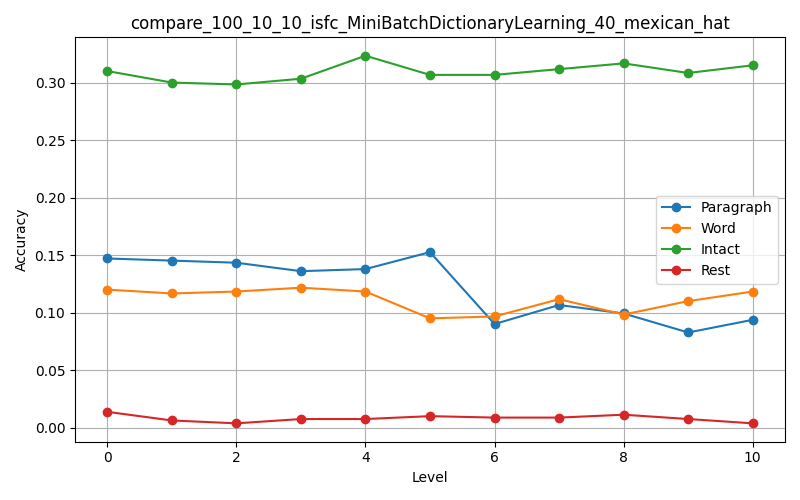 compare_100_10_10_isfc_MiniBatchDictionaryLearning_40_mexican_hat
0.30
0.25
0.20
0.15
0.10
0.05
0.00
Accuracy
Paragraph
Word
Intact
Rest
0 2 4 6 8 10
Level